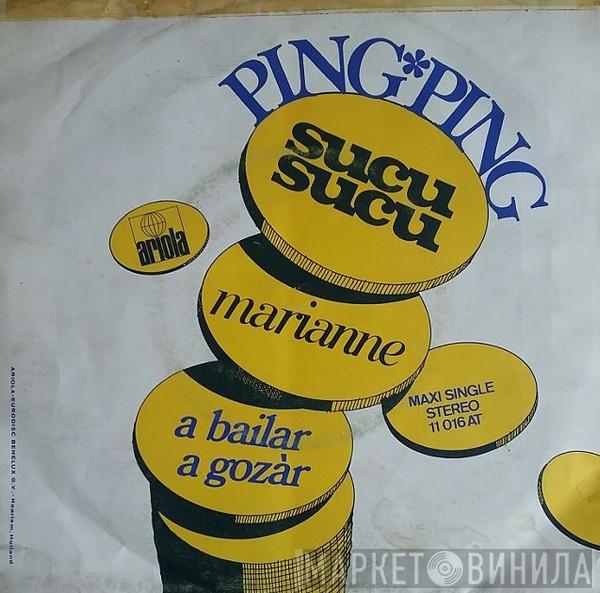 PING*PING
sucu
sucu
ariola
marianne
MAXI SINGLE
STEREO
11 016 AT
a bailar
a gozàr
ARIOLA-EURODISC BENELUX B.V. - Haarlem, Holland
МАРКЕТ ВИНИЛА